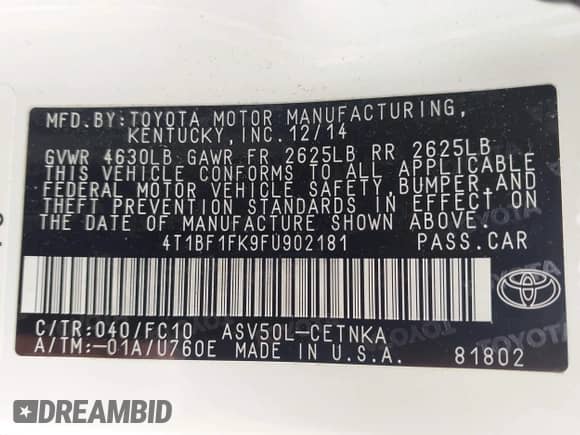 MFD.BY:TOYOTA MOTOR MANUFACTURING,
KENTUCKY,INC.12/14
GVWR 4630LB GAWR FR 2625LB RR 2625LB
THIS VEHICLE CONFORMS TO ALL APPLICABLE
FEDERAL MOTOR VEHICLE SAFETY,BUMPER,AND
THEFT PREVENTION STANDARDS IN EFFECT ON
THE DATE OF MANUFACTURE SHOWN ABOVE.
4T1BF1FK9FU902181 PASS.CAR
TOYOTA
C/TR:040/FC10 ASV50L-CETNKA
A/TM:-01A/U760E MADE IN U.S.A. 81802
DREAMBID